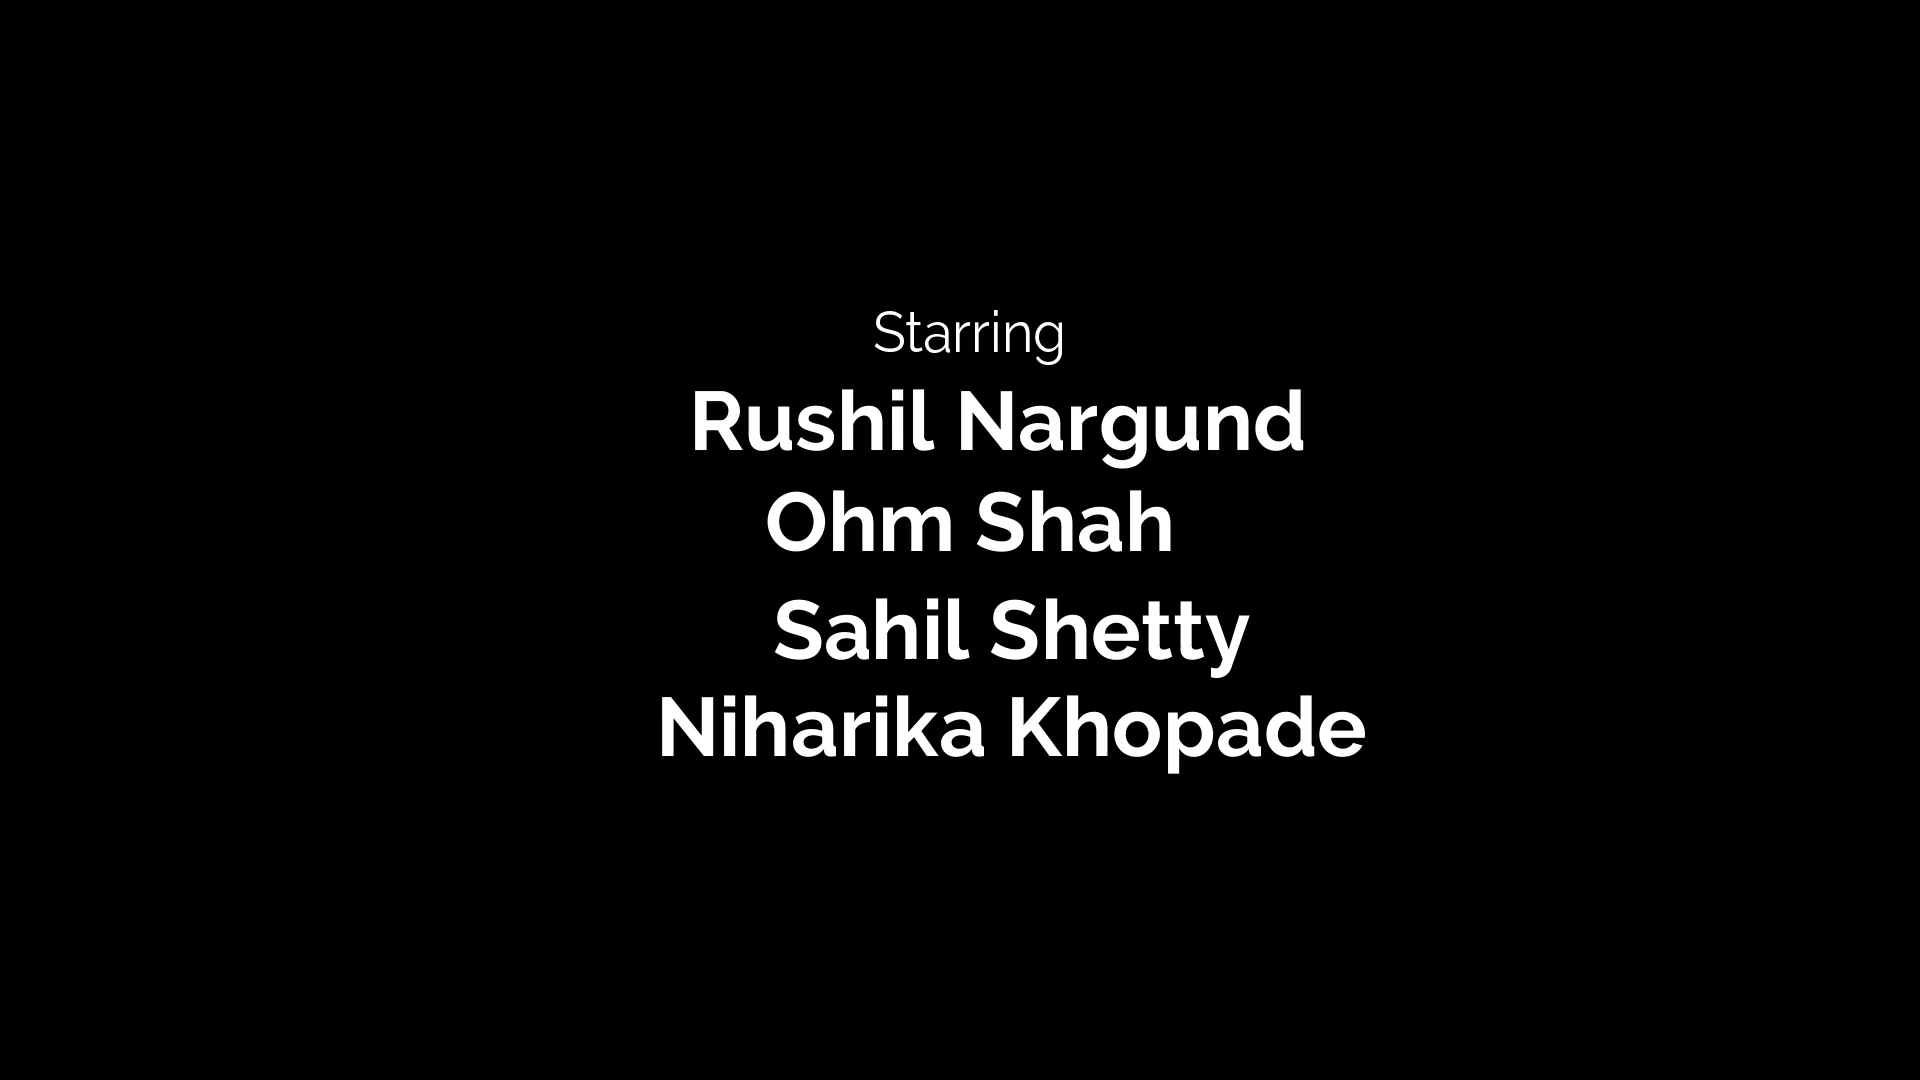 Starring
Rushil Nargund
Ohm Shah
Sahil Shetty
Niharika Khopade